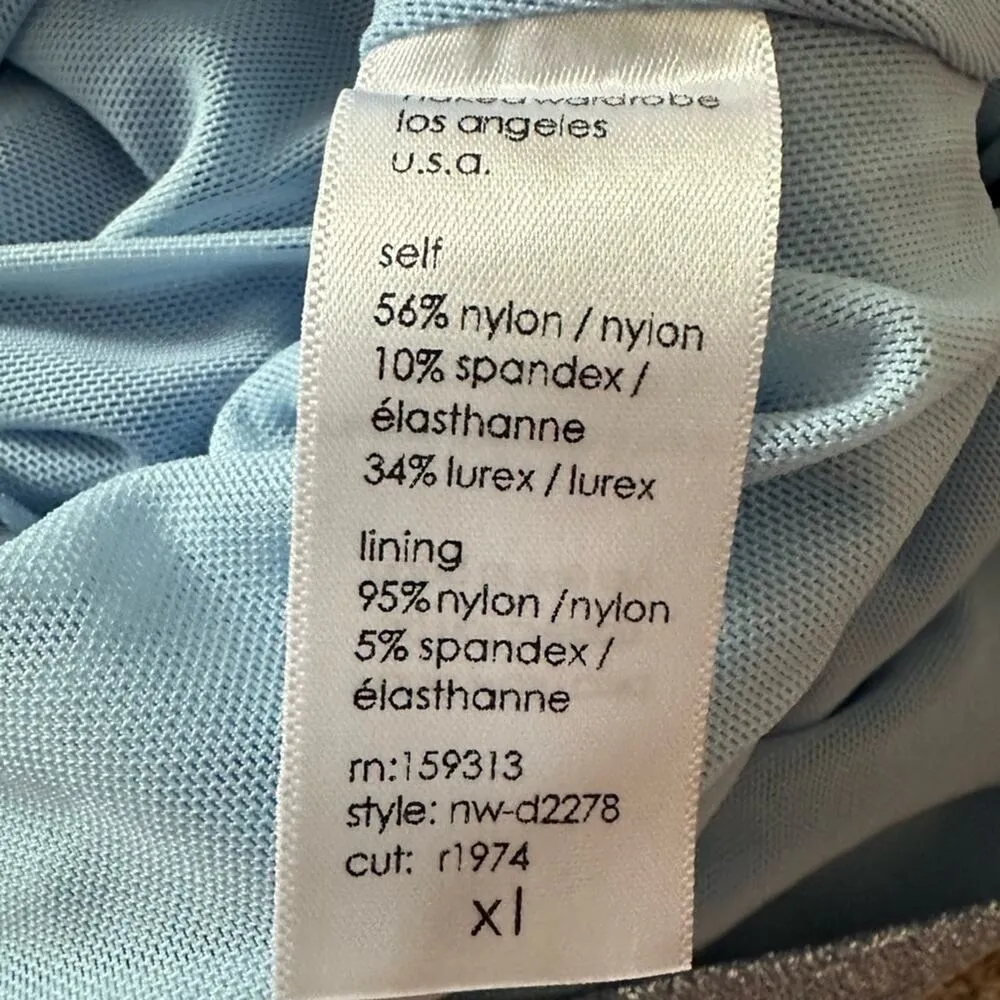 nakedwardrobe
los angeles
u.s.a.
self
56% nylon / nylon
10% spandex /
élasthanne
34% lurex / lurex
lining
95% nylon /nylon
5% spandex /
élasthanne
rn:159313
style: nw-d2278
cut: r1974
xl